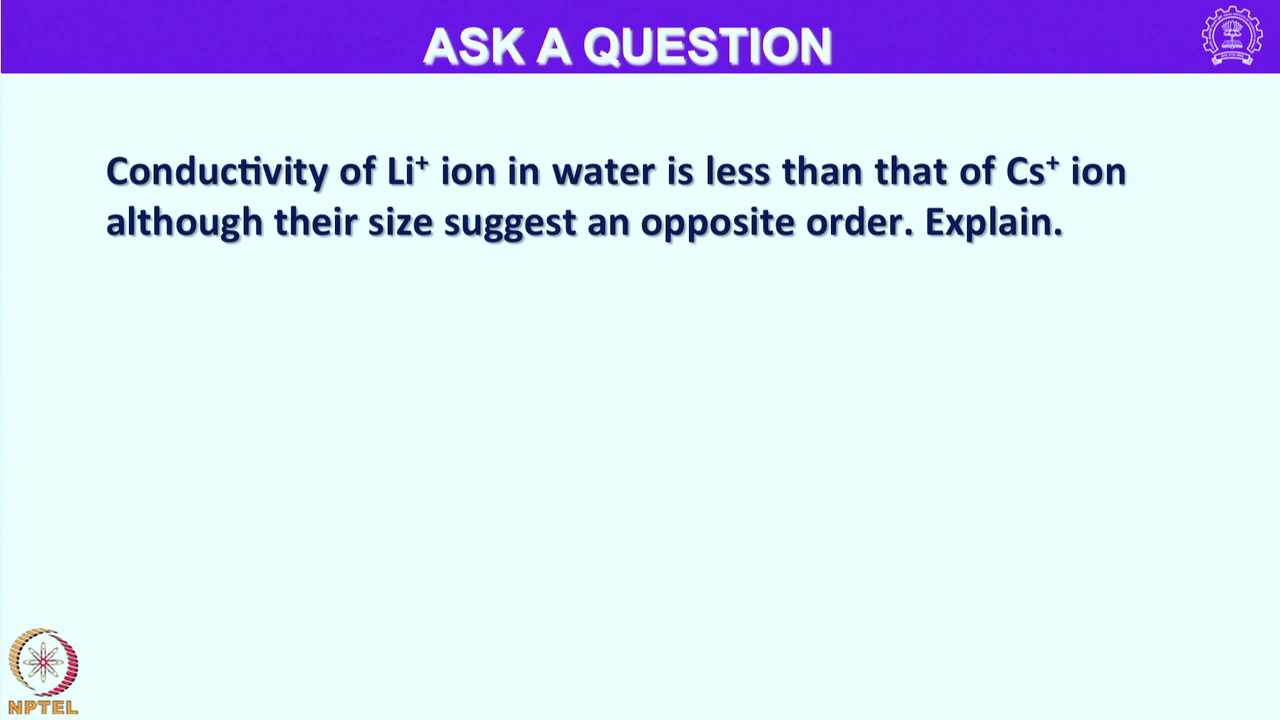 ASK A QUESTION
Conductivity of Li⁺ ion in water is less than that of Cs⁺ ion
although their size suggest an opposite order. Explain.
NPTEL